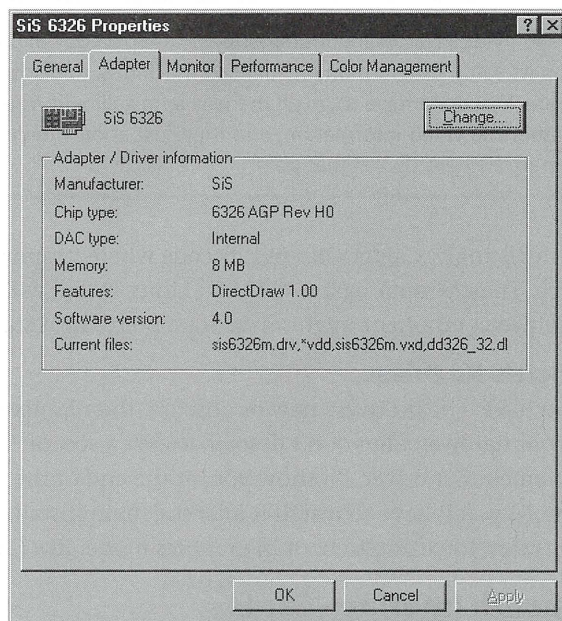 SiS 6326 Properties
General Adapter Monitor Performance Color Management
SiS 6326 Change...
Adapter / Driver information
Manufacturer: SiS
Chip type: 6326 AGP Rev H0
DAC type: Internal
Memory: 8 MB
Features: DirectDraw 1.00
Software version: 4.0
Current files: sis6326m.drv,*vdd,sis6326m.vxd,dd326_32.dl
OK Cancel Apply